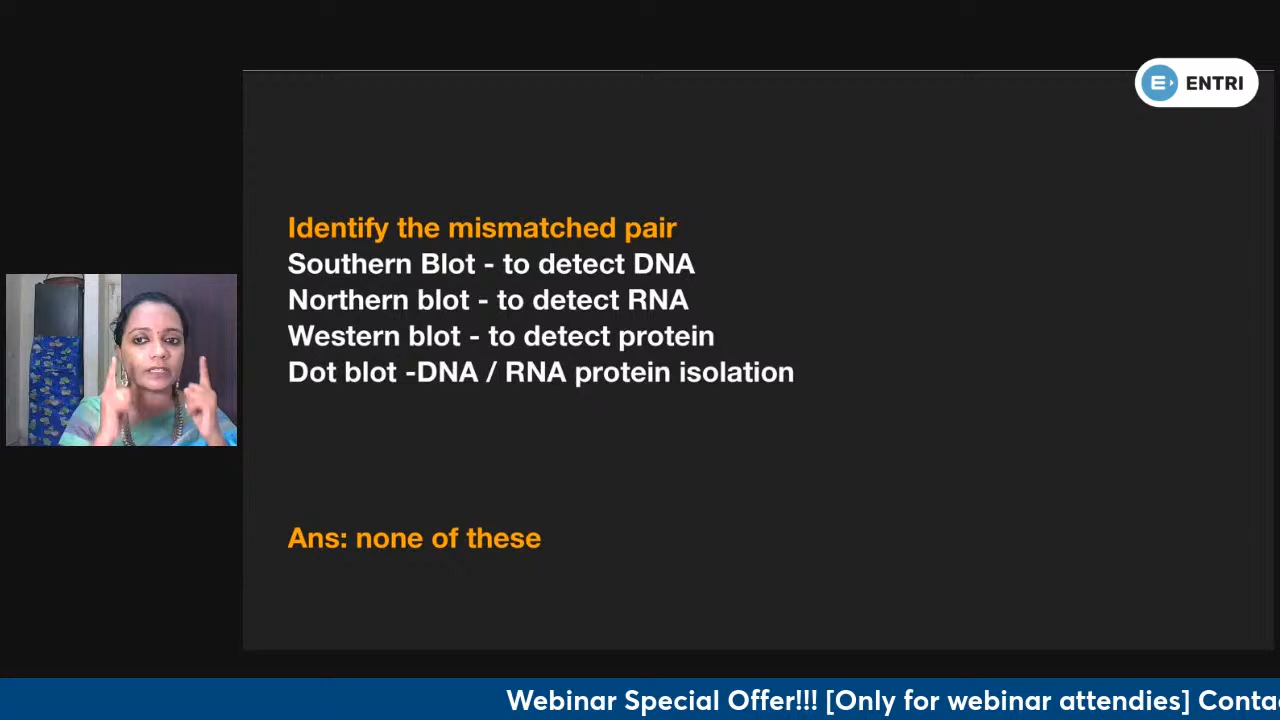 ENTRI
Identify the mismatched pair
Southern Blot - to detect DNA
Northern blot - to detect RNA
Western blot - to detect protein
Dot blot -DNA / RNA protein isolation
Ans: none of these
Webinar Special Offer!!! [Only for webinar attendies] Conta